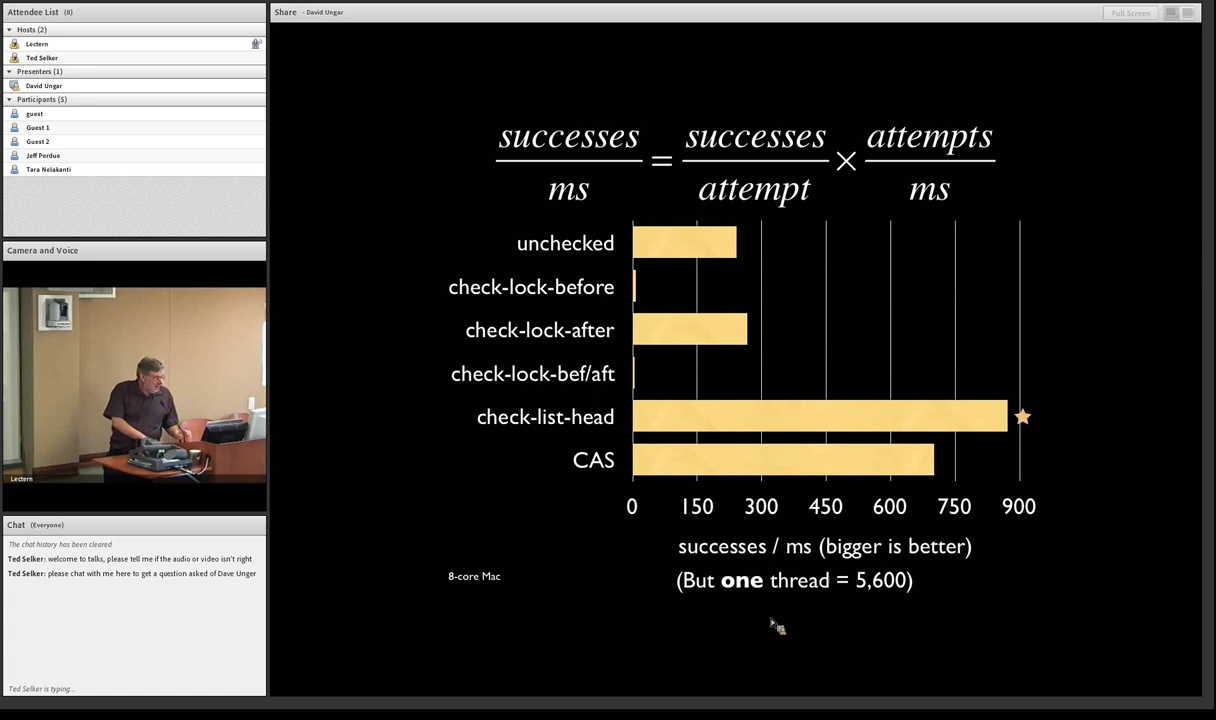 Attendee List (8)
Hosts (2)
Lectern
Ted Selker
Presenters (1)
David Ungar
Participants (5)
guest
Guest 1
Guest 2
Jeff Perdue
Tara Nelakanti
Camera and Voice
Lectern
Chat (Everyone)
The chat history has been cleared
Ted Selker: welcome to talks, please tell me if the audio or video isn't right
Ted Selker: please chat with me here to get a question asked of Dave Unger
Ted Selker is typing...
Share - David Ungar
Full Screen
successes / ms = successes / attempt × attempts / ms
unchecked
check-lock-before
check-lock-after
check-lock-bef/aft
check-list-head
CAS
0 150 300 450 600 750 900
successes / ms (bigger is better)
(But one thread = 5,600)
8-core Mac